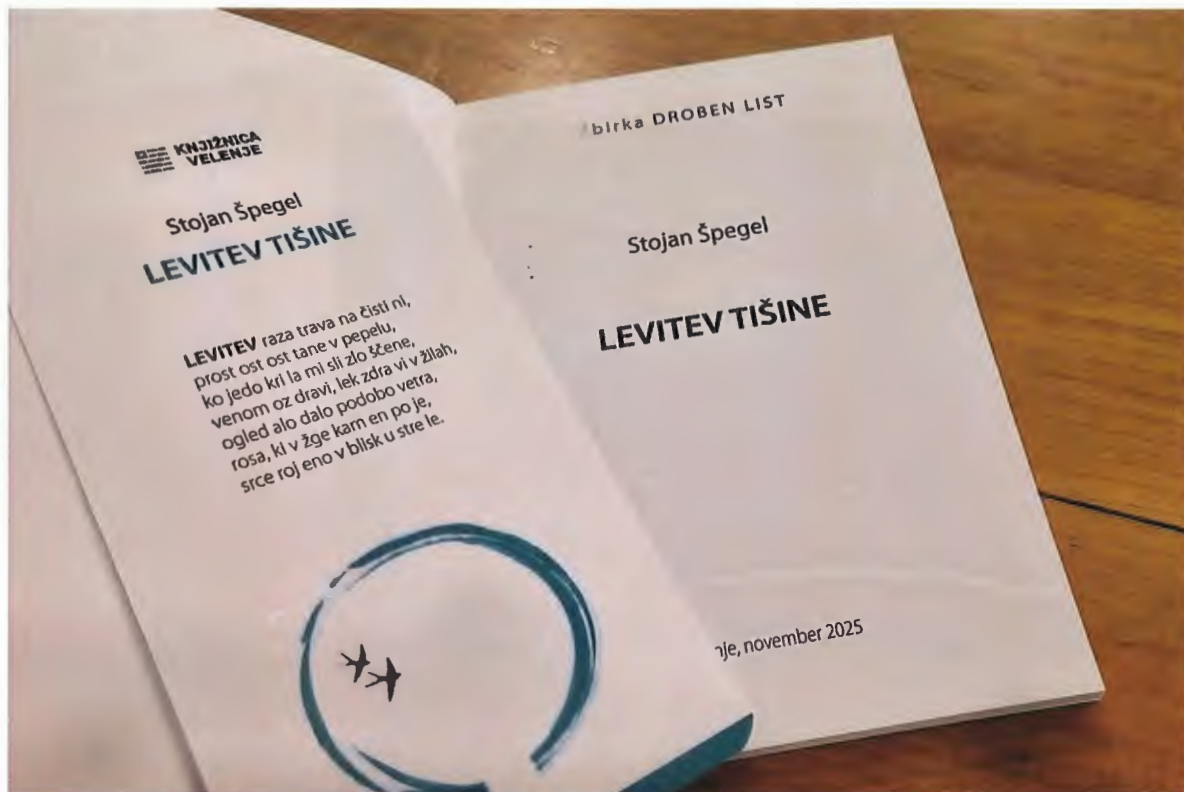 KNJIŽNICA
VELENJE
Stojan Špegel
LEVITEV TIŠINE
LEVITEV raza trava na čisti ni,
prost ost ost tane v pepelu,
ko jedo kri la mi sli zlo ščene,
venom oz dravi, lek zdra vi v žilah,
ogled alo dalo podobo vetra,
rosa, ki v žge kam en po je,
srce roj eno v blisk u stre le.
birka DROBEN LIST
Stojan Špegel
LEVITEV TIŠINE
nje, november 2025